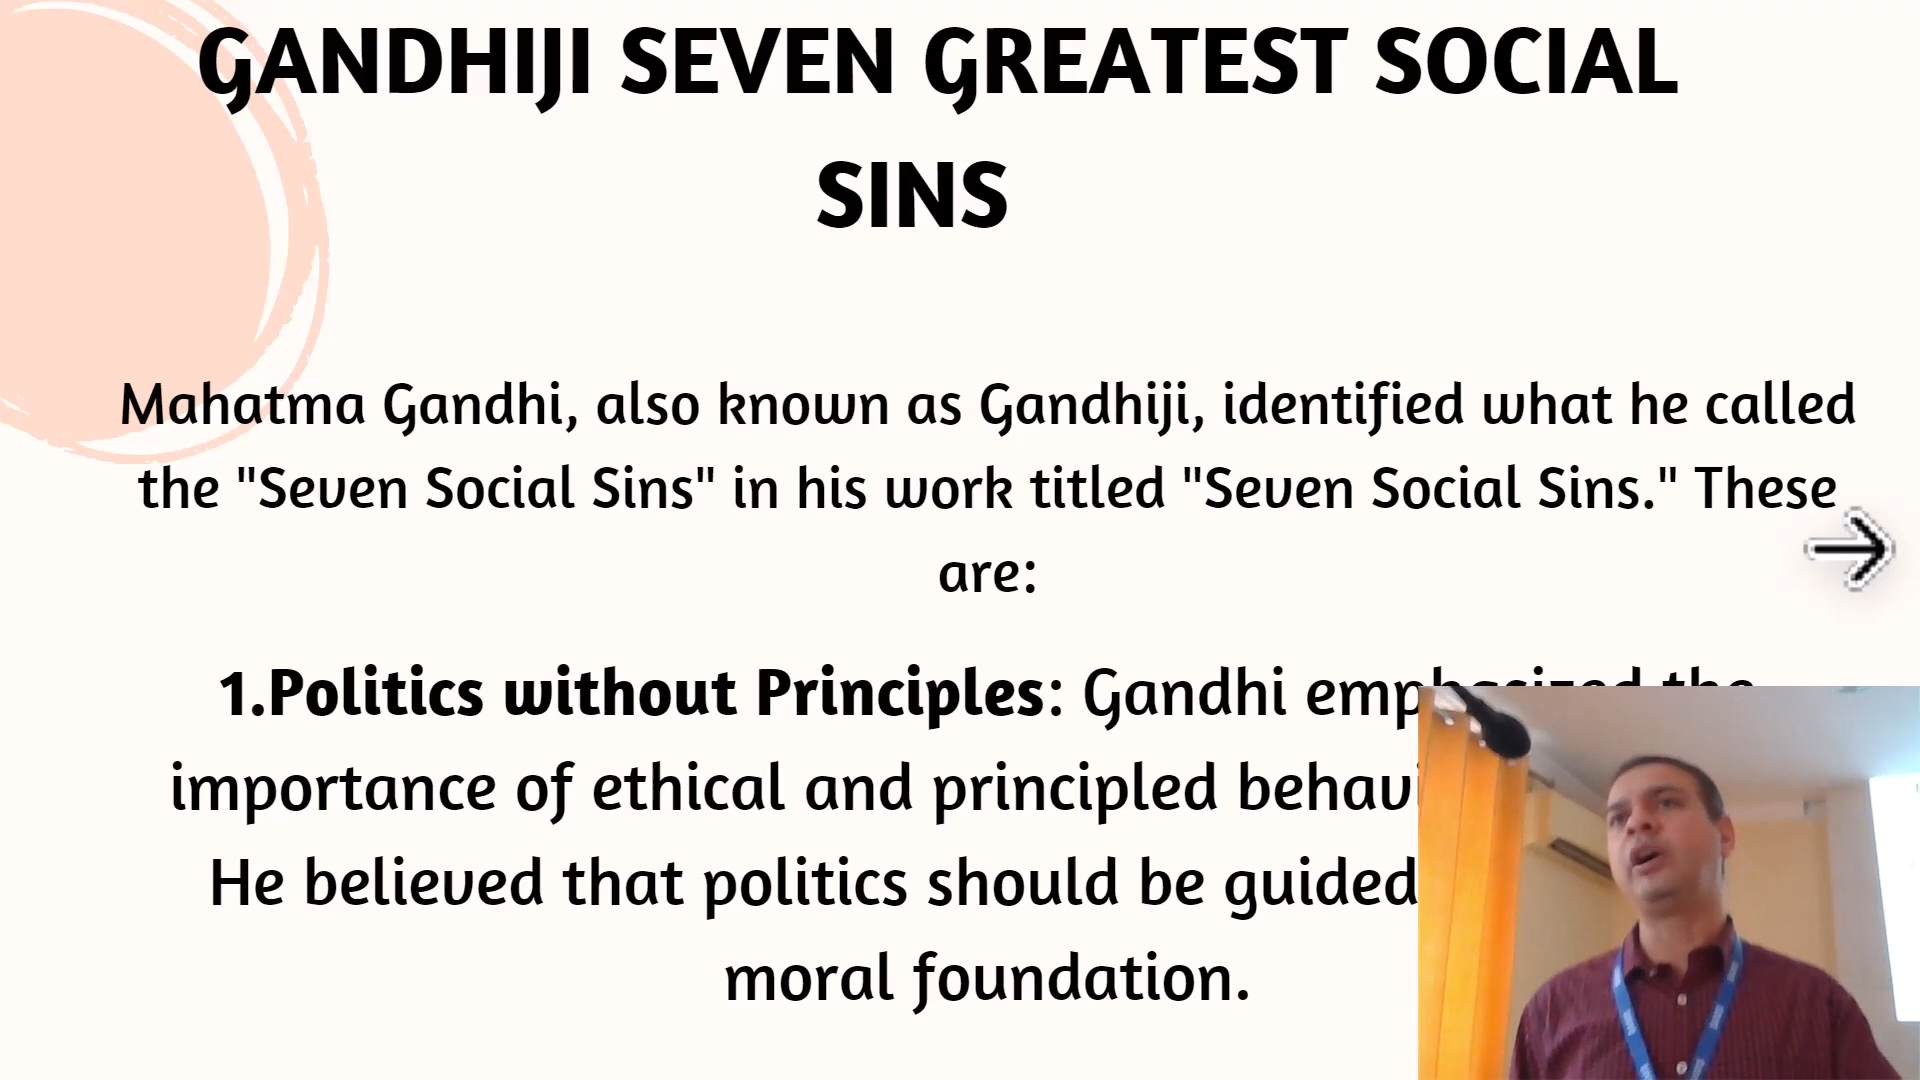 GANDHIJI SEVEN GREATEST SOCIAL
SINS
Mahatma Gandhi, also known as Gandhiji, identified what he called
the "Seven Social Sins" in his work titled "Seven Social Sins." These
are:
1.Politics without Principles: Gandhi emphasized the
importance of ethical and principled
He believed that politics should be guided
moral foundation.